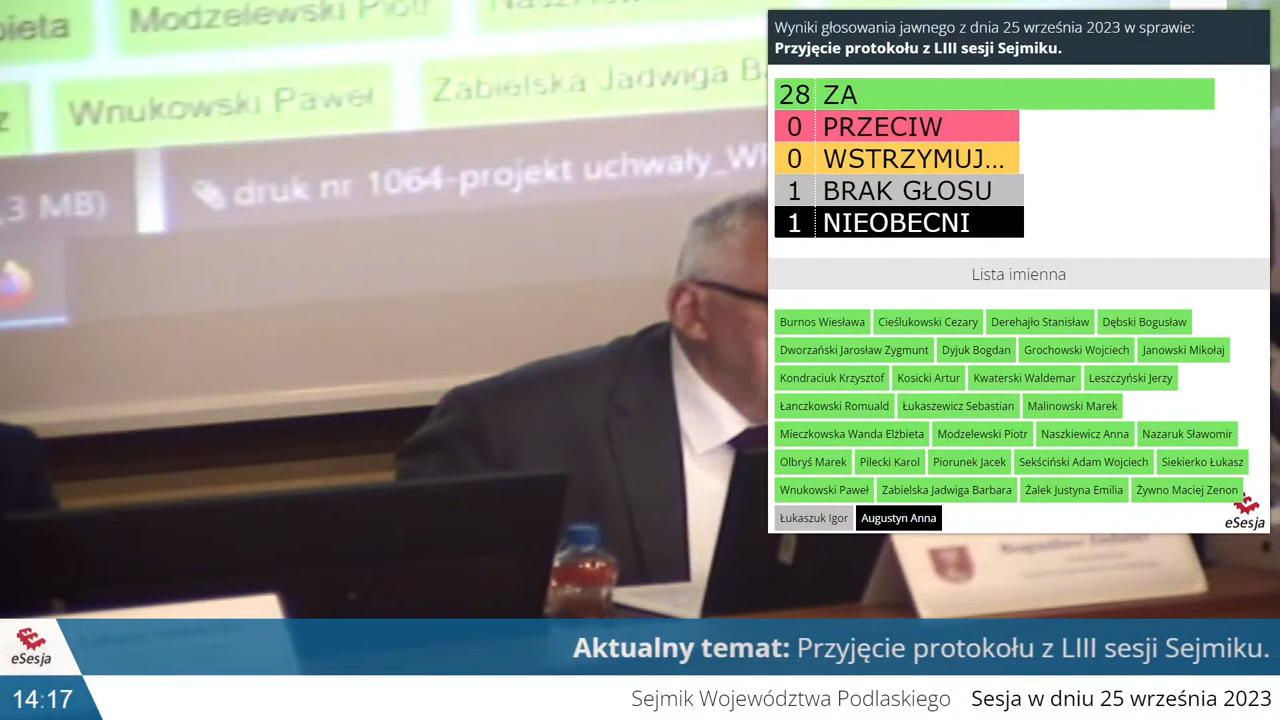 Modzelewski Piotr
Wnukowski Paweł
Zabielska Jadwiga
,3 MB)
druk nr 1064-projekt uchwały_W
Wyniki głosowania jawnego z dnia 25 września 2023 w sprawie:
Przyjęcie protokołu z LIII sesji Sejmiku.
28 ZA
0 PRZECIW
0 WSTRZYMUJ...
1 BRAK GŁOSU
1 NIEOBECNI
Lista imienna
Burnos Wiesława Cieślukowski Cezary Derehajło Stanisław Dębski Bogusław
Dworzański Jarosław Zygmunt Dyjuk Bogdan Grochowski Wojciech Janowski Mikołaj
Kondraciuk Krzysztof Kosicki Artur Kwaterski Waldemar Leszczyński Jerzy
Łanczkowski Romuald Łukaszewicz Sebastian Malinowski Marek
Mieczkowska Wanda Elżbieta Modzelewski Piotr Naszkiewicz Anna Nazaruk Sławomir
Olbryś Marek Pilecki Karol Piorunek Jacek Sekściński Adam Wojciech Siekierko Łukasz
Wnukowski Paweł Zabielska Jadwiga Barbara Żalek Justyna Emilia Żywno Maciej Zenon
Łukaszuk Igor Augustyn Anna
eSesja
eSesja
Aktualny temat: Przyjęcie protokołu z LIII sesji Sejmiku.
14:17
Sejmik Województwa Podlaskiego Sesja w dniu 25 września 2023